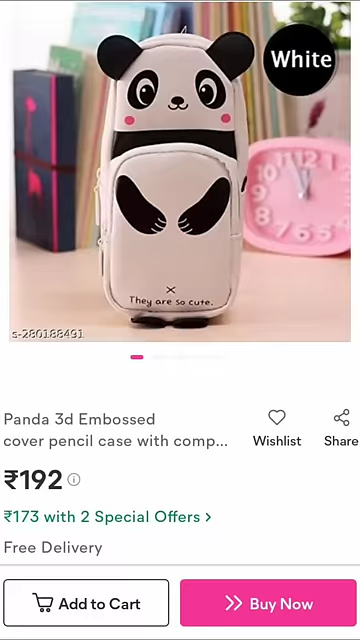 White
They are so cute.
s-280188491
Panda 3d Embossed
cover pencil case with comp...
Wishlist
Share
₹192
₹173 with 2 Special Offers >
Free Delivery
Add to Cart
Buy Now